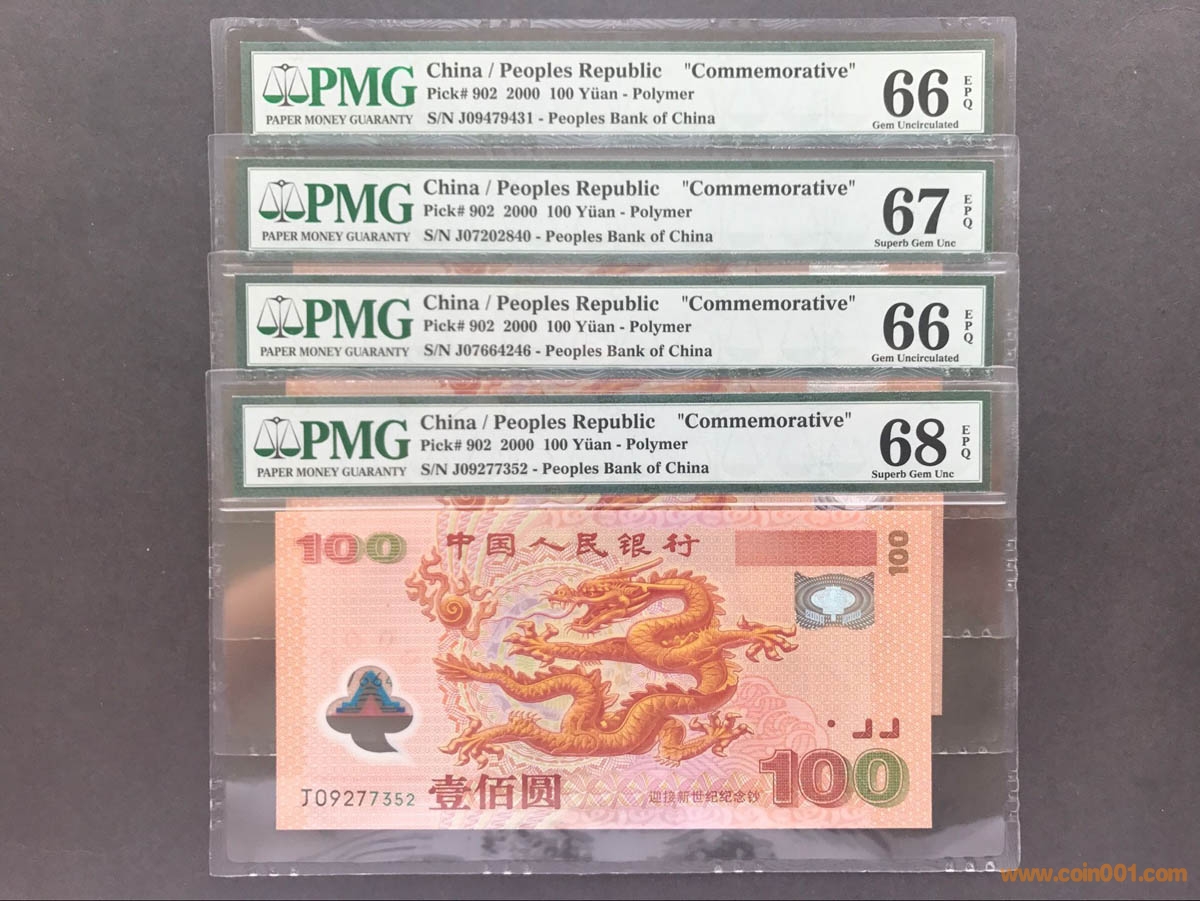 PMG
PAPER MONEY GUARANTY
China / Peoples Republic "Commemorative"
Pick# 902 2000 100 Yüan - Polymer
S/N J09479431 - Peoples Bank of China
66
EPQ
Gem Uncirculated
PMG
PAPER MONEY GUARANTY
China / Peoples Republic "Commemorative"
Pick# 902 2000 100 Yüan - Polymer
S/N J07202840 - Peoples Bank of China
67
EPQ
Superb Gem Unc
PMG
PAPER MONEY GUARANTY
China / Peoples Republic "Commemorative"
Pick# 902 2000 100 Yüan - Polymer
S/N J07664246 - Peoples Bank of China
66
EPQ
Gem Uncirculated
PMG
PAPER MONEY GUARANTY
China / Peoples Republic "Commemorative"
Pick# 902 2000 100 Yüan - Polymer
S/N J09277352 - Peoples Bank of China
68
EPQ
Superb Gem Unc
100
中国人民银行
100
J09277352
壹佰圆
迎接新世纪纪念钞
100
www.coin001.com